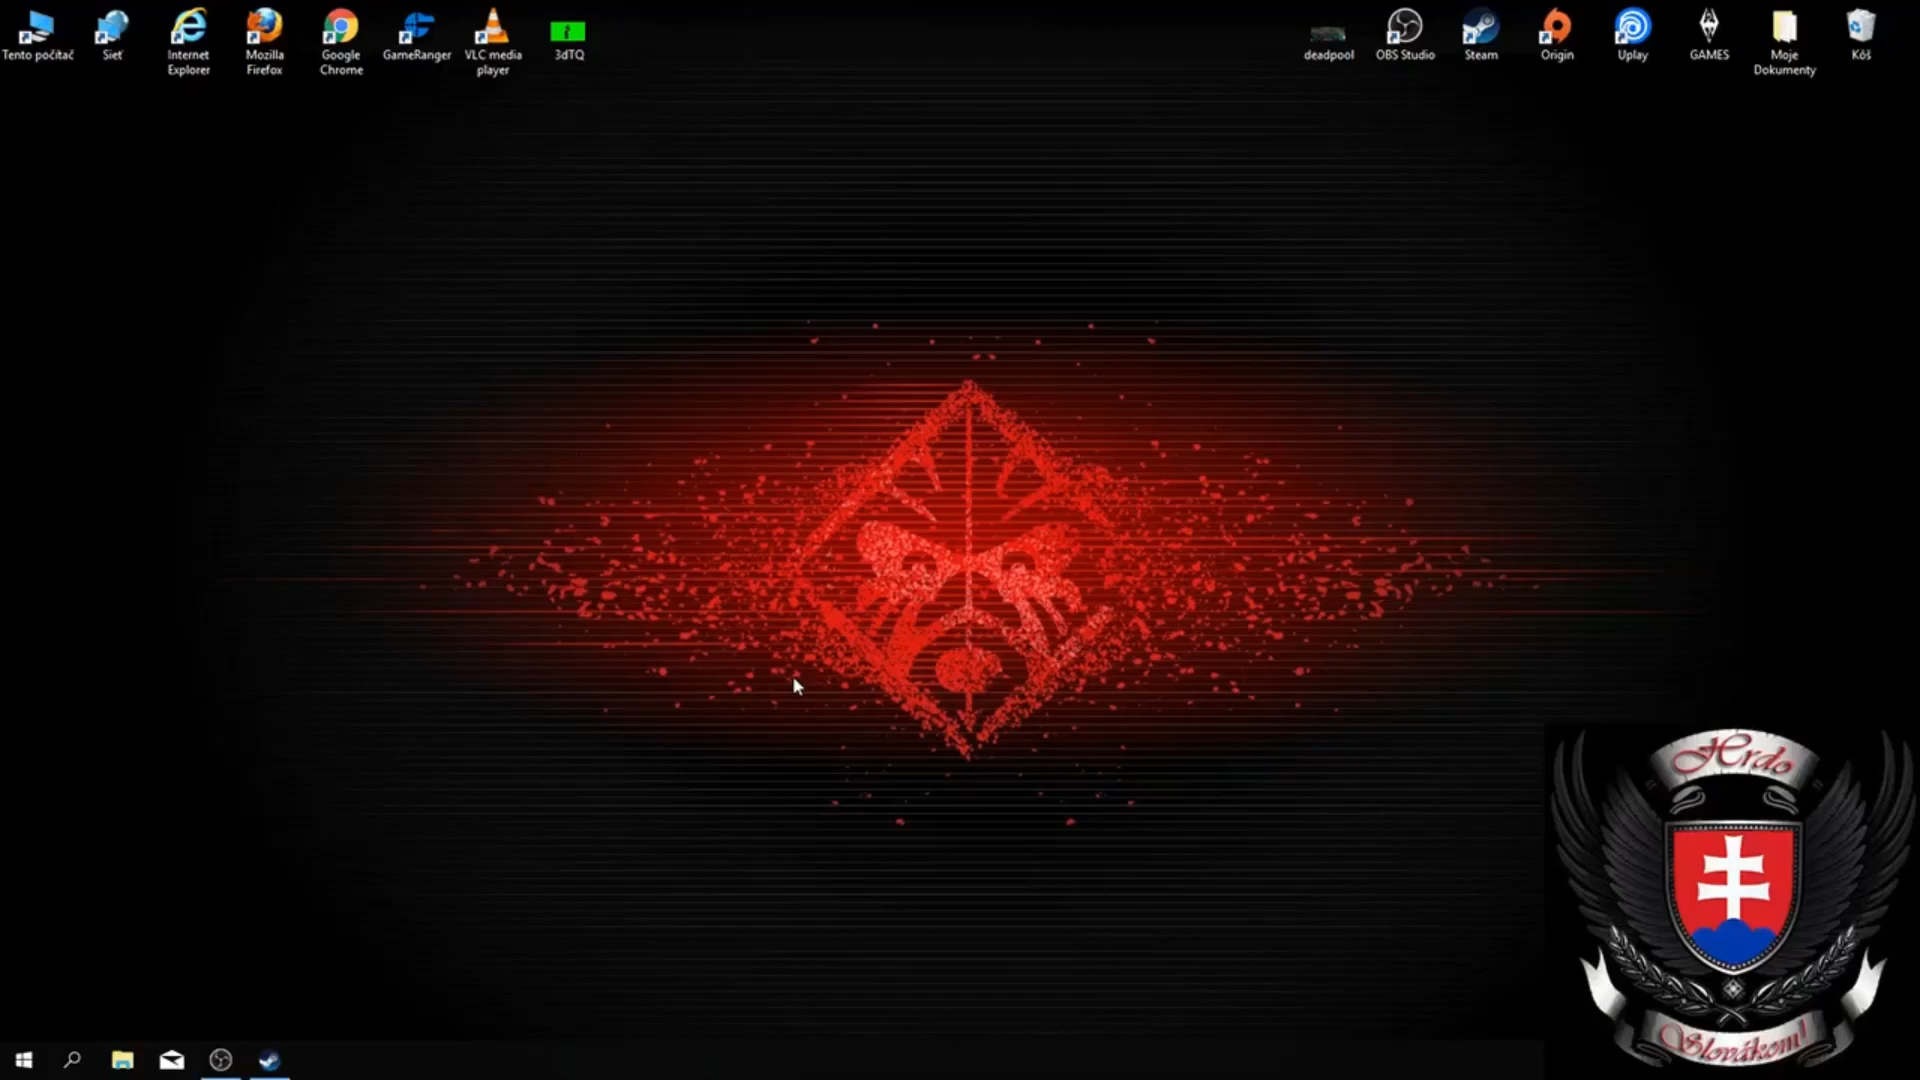 Tento počítač
Sieť
Internet
Explorer
Mozilla
Firefox
Google
Chrome
GameRanger
VLC media
player
3dTQ
deadpool
OBS Studio
Steam
Origin
Uplay
GAMES
Moje
Dokumenty
Kôš
Hrdo
Slovákom!